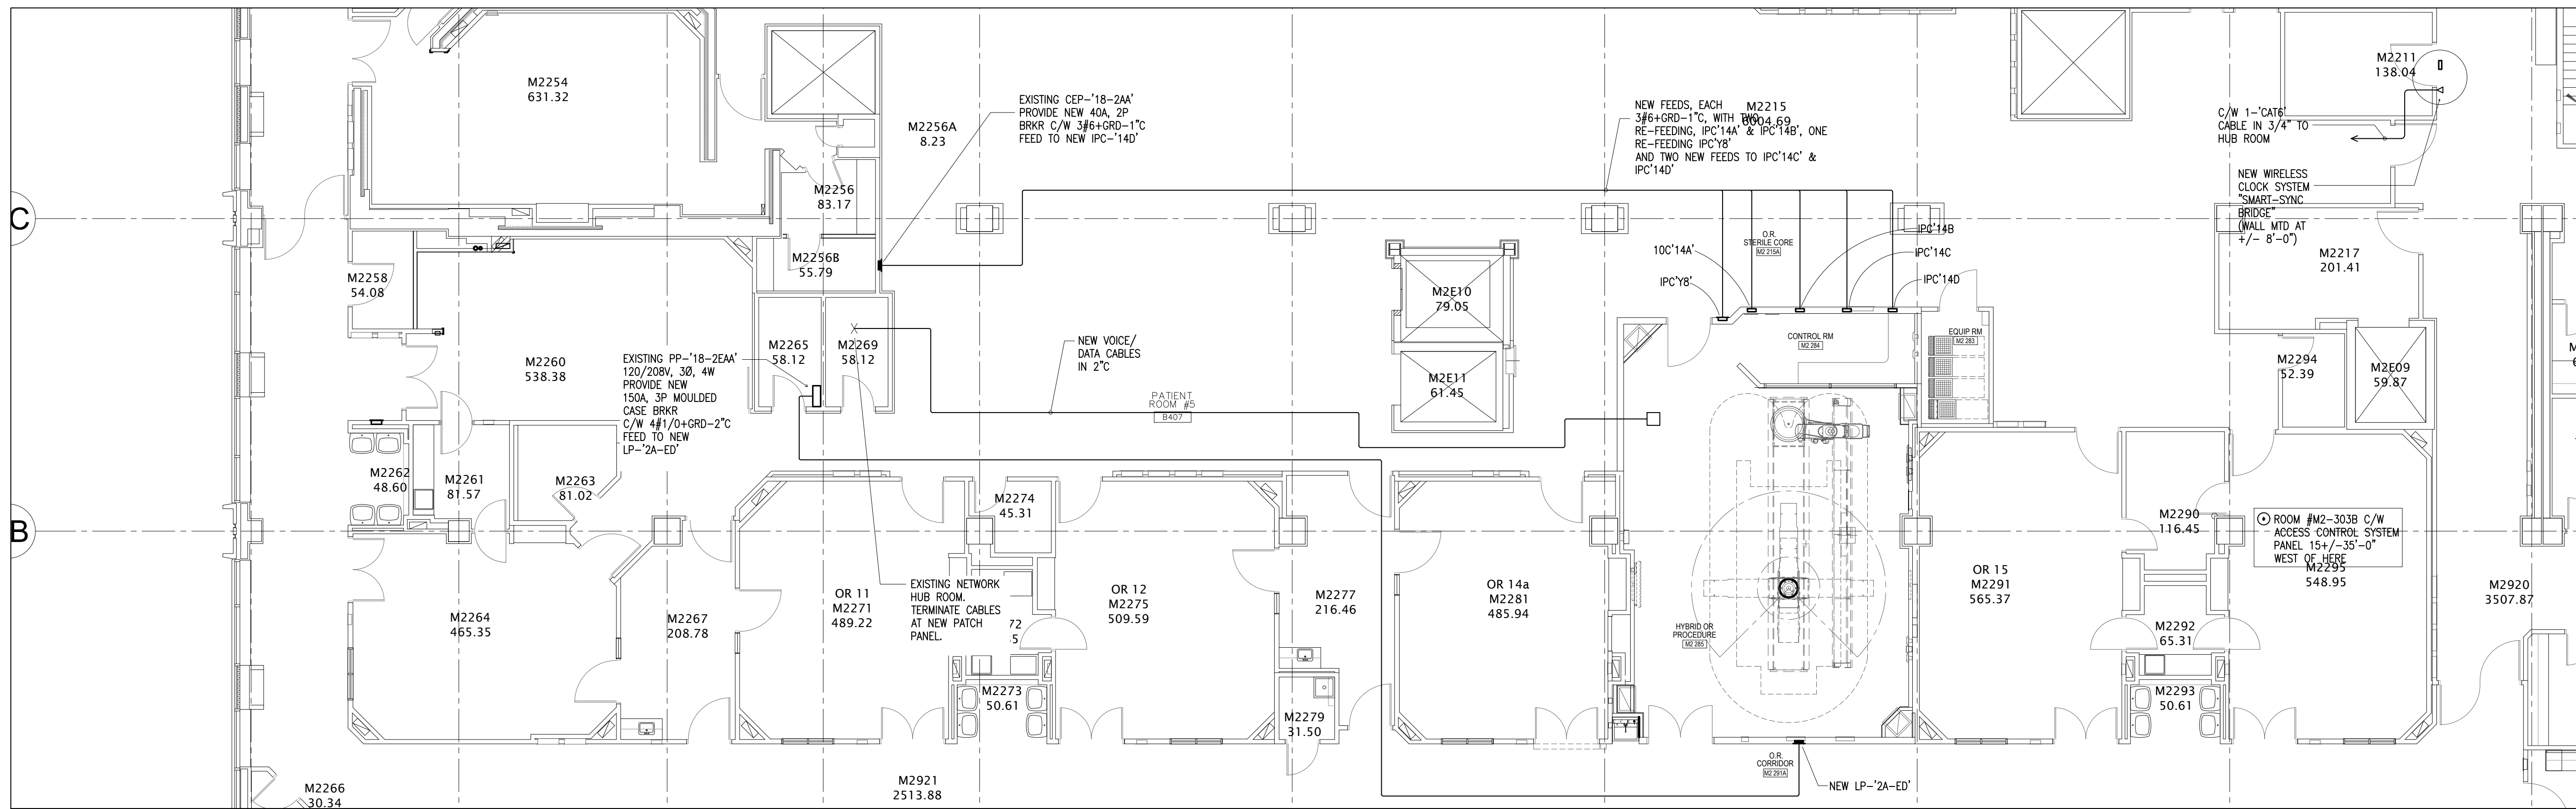 M2254
631.32
M2256A
8.23
EXISTING CEP-'18-2AA'
PROVIDE NEW 40A, 2P
BRKR C/W 3#6+GRD-1"C
FEED TO NEW IPC-'14D'
NEW FEEDS, EACH
3#6+GRD-1"C, WITH TWO
RE-FEEDING, IPC'14A' & IPC'14B', ONE
RE-FEEDING IPC'Y8'
AND TWO NEW FEEDS TO IPC'14C' &
IPC'14D'
M2215
6004.69
M2211
138.04
C/W 1-'CAT6'
CABLE IN 3/4" TO
HUB ROOM
NEW WIRELESS
CLOCK SYSTEM
"SMART-SYNC
BRIDGE"
(WALL MTD AT
+/- 8'-0")
C
M2256
83.17
M2256B
55.79
M2258
54.08
O.R.
STERILE CORE
M2 215A
10C'14A'
IPC'Y8'
IPC'14B
IPC'14C
IPC'14D
M2217
201.41
M2E10
79.05
M2E11
61.45
CONTROL RM
M2 284
EQUIP RM
M2 283
M2294
52.39
M2E09
59.87
M2260
538.38
M2265
58.12
M2269
58.12
EXISTING PP-'18-2EAA'
120/208V, 3Ø, 4W
PROVIDE NEW
150A, 3P MOULDED
CASE BRKR
C/W 4#1/0+GRD-2"C
FEED TO NEW
LP-'2A-ED'
NEW VOICE/
DATA CABLES
IN 2"C
PATIENT
ROOM #5
B407
M2262
48.60
M2261
81.57
M2263
81.02
M2274
45.31
B
M2290
116.45
ROOM #M2-303B C/W
ACCESS CONTROL SYSTEM
PANEL 15+/-35'-0"
WEST OF HERE
M2295
548.95
M2264
465.35
M2267
208.78
OR 11
M2271
489.22
EXISTING NETWORK
HUB ROOM.
TERMINATE CABLES
AT NEW PATCH
PANEL.
72
5
OR 12
M2275
509.59
M2277
216.46
OR 14a
M2281
485.94
HYBRID OR
PROCEDURE
M2 285
OR 15
M2291
565.37
M2292
65.31
M2920
3507.87
M2273
50.61
M2279
31.50
M2293
50.61
O.R.
CORRIDOR
M2 291A
NEW LP-'2A-ED'
M2266
30.34
M2921
2513.88